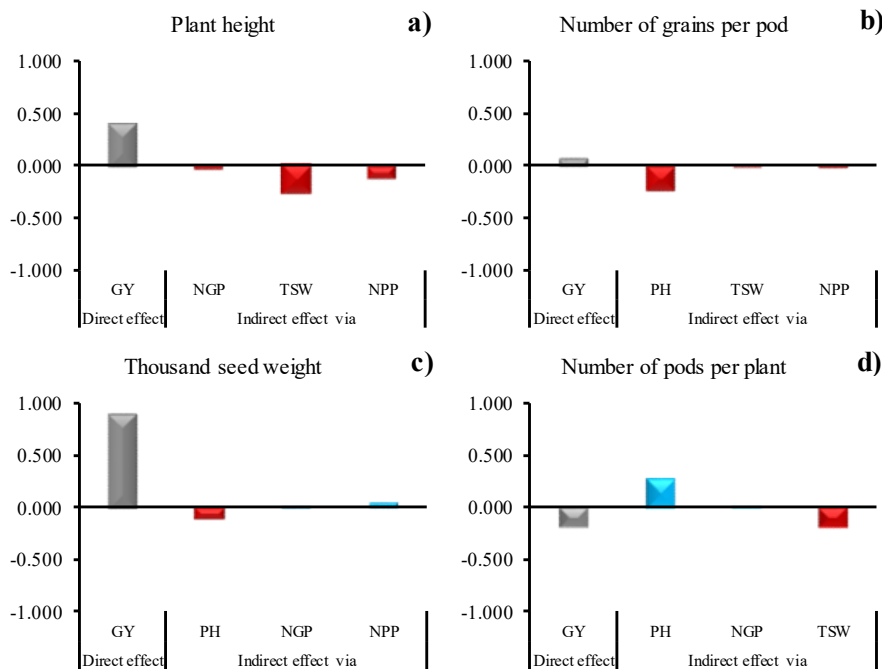 Plant height
a)
1.000
0.500
0.000
-0.500
-1.000
GY NGP TSW NPP
Direct effect Indirect effect via
Number of grains per pod
b)
1.000
0.500
0.000
-0.500
-1.000
GY PH TSW NPP
Direct effect Indirect effect via
Thousand seed weight
c)
1.000
0.500
0.000
-0.500
-1.000
GY PH NGP NPP
Direct effect Indirect effect via
Number of pods per plant
d)
1.000
0.500
0.000
-0.500
-1.000
GY PH NGP TSW
Direct effect Indirect effect via